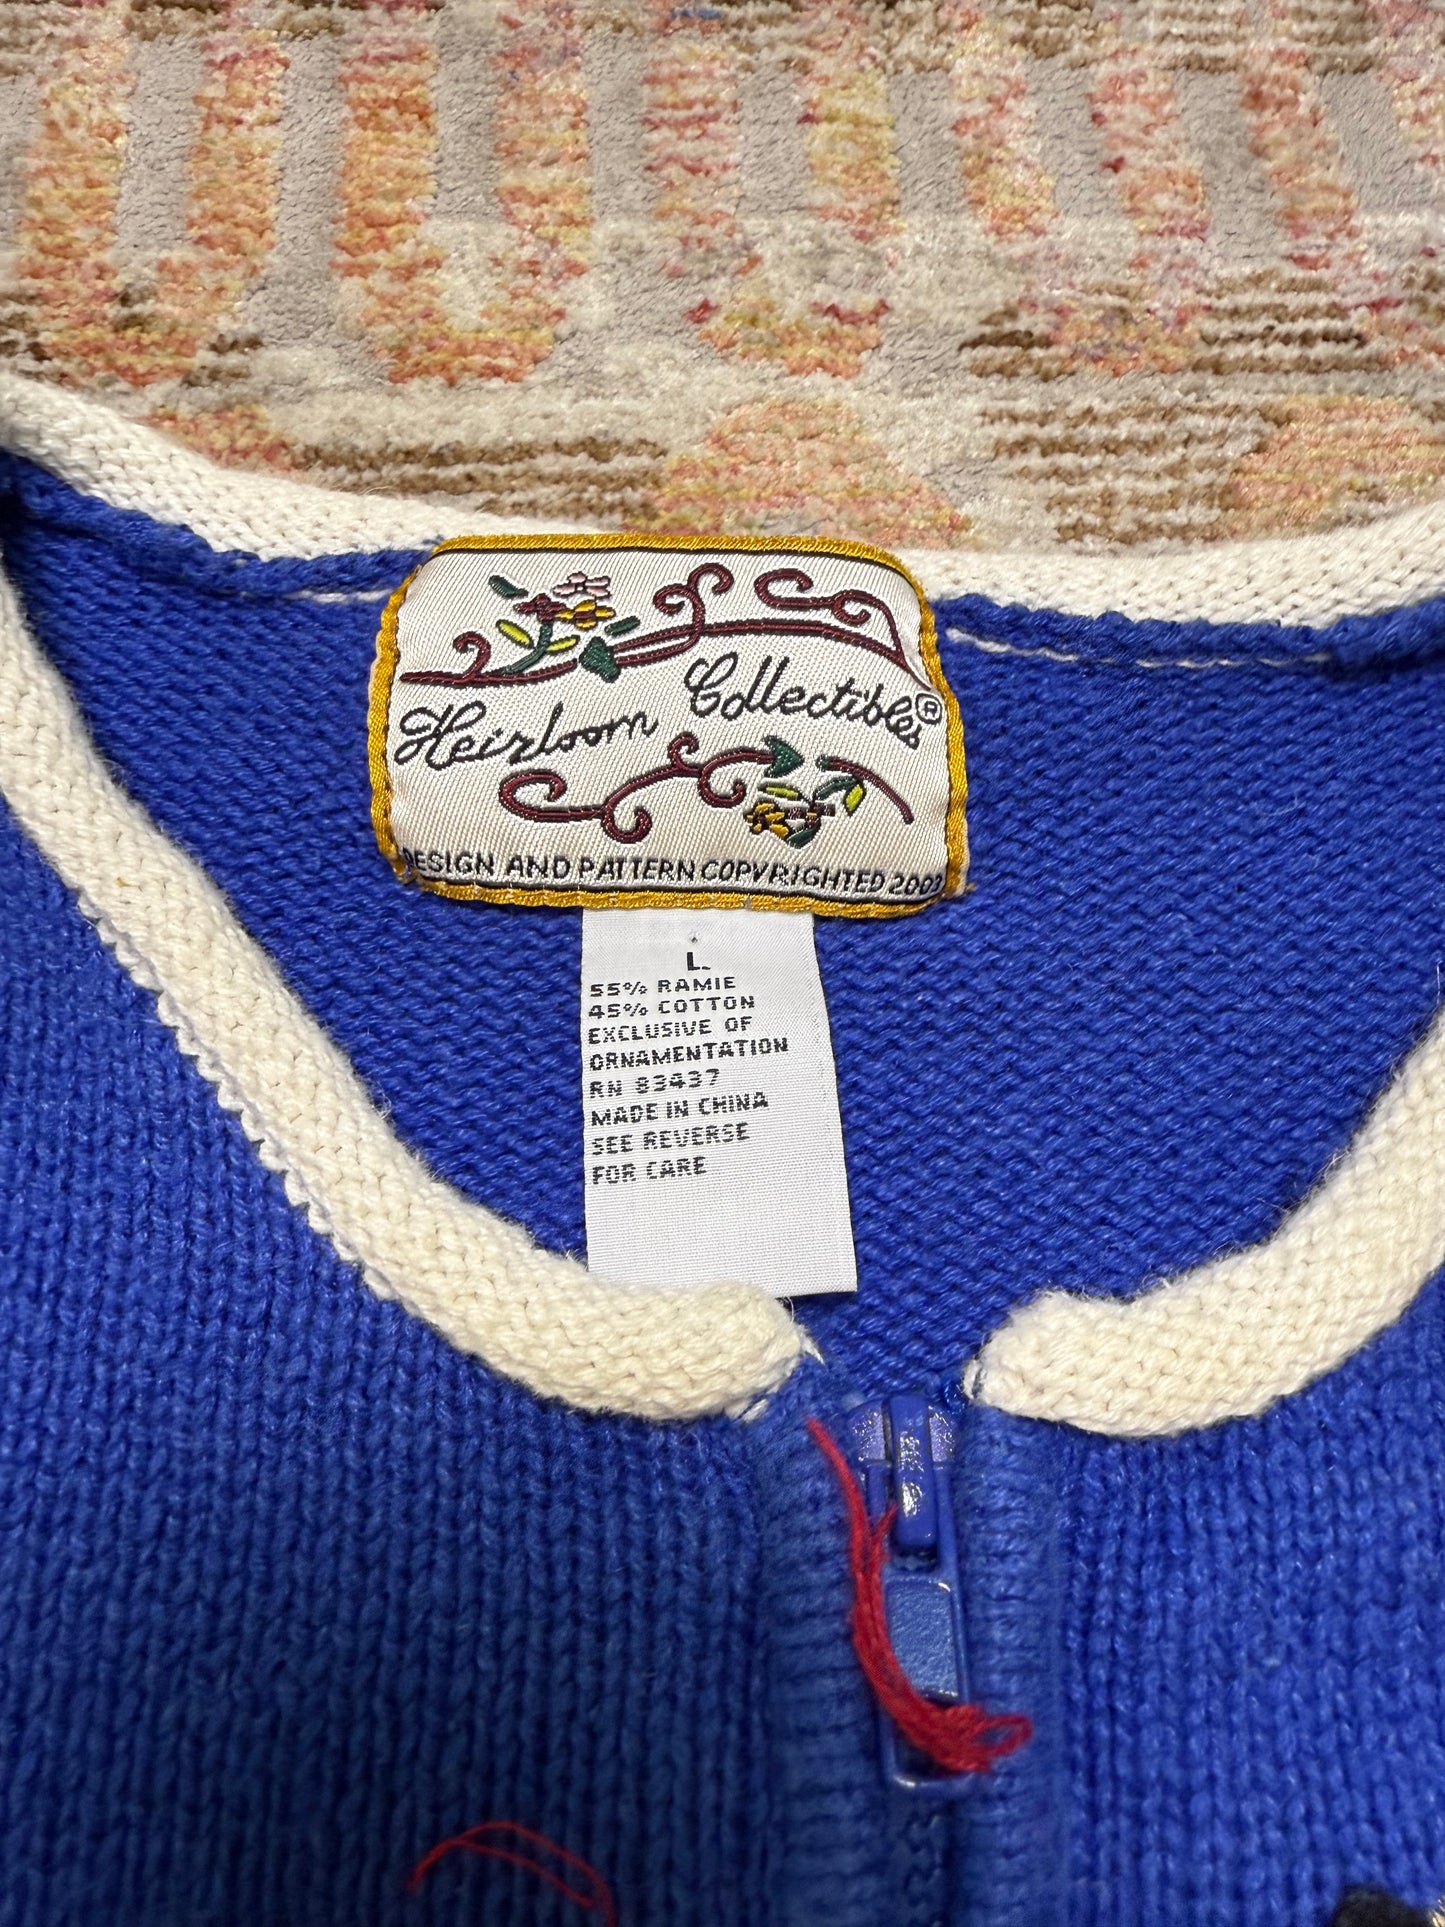 Heirloom Collectibles®
DESIGN AND PATTERN COPYRIGHTED 2003
L.
55% RAMIE
45% COTTON
EXCLUSIVE OF
ORNAMENTATION
RN 83437
MADE IN CHINA
SEE REVERSE
FOR CARE